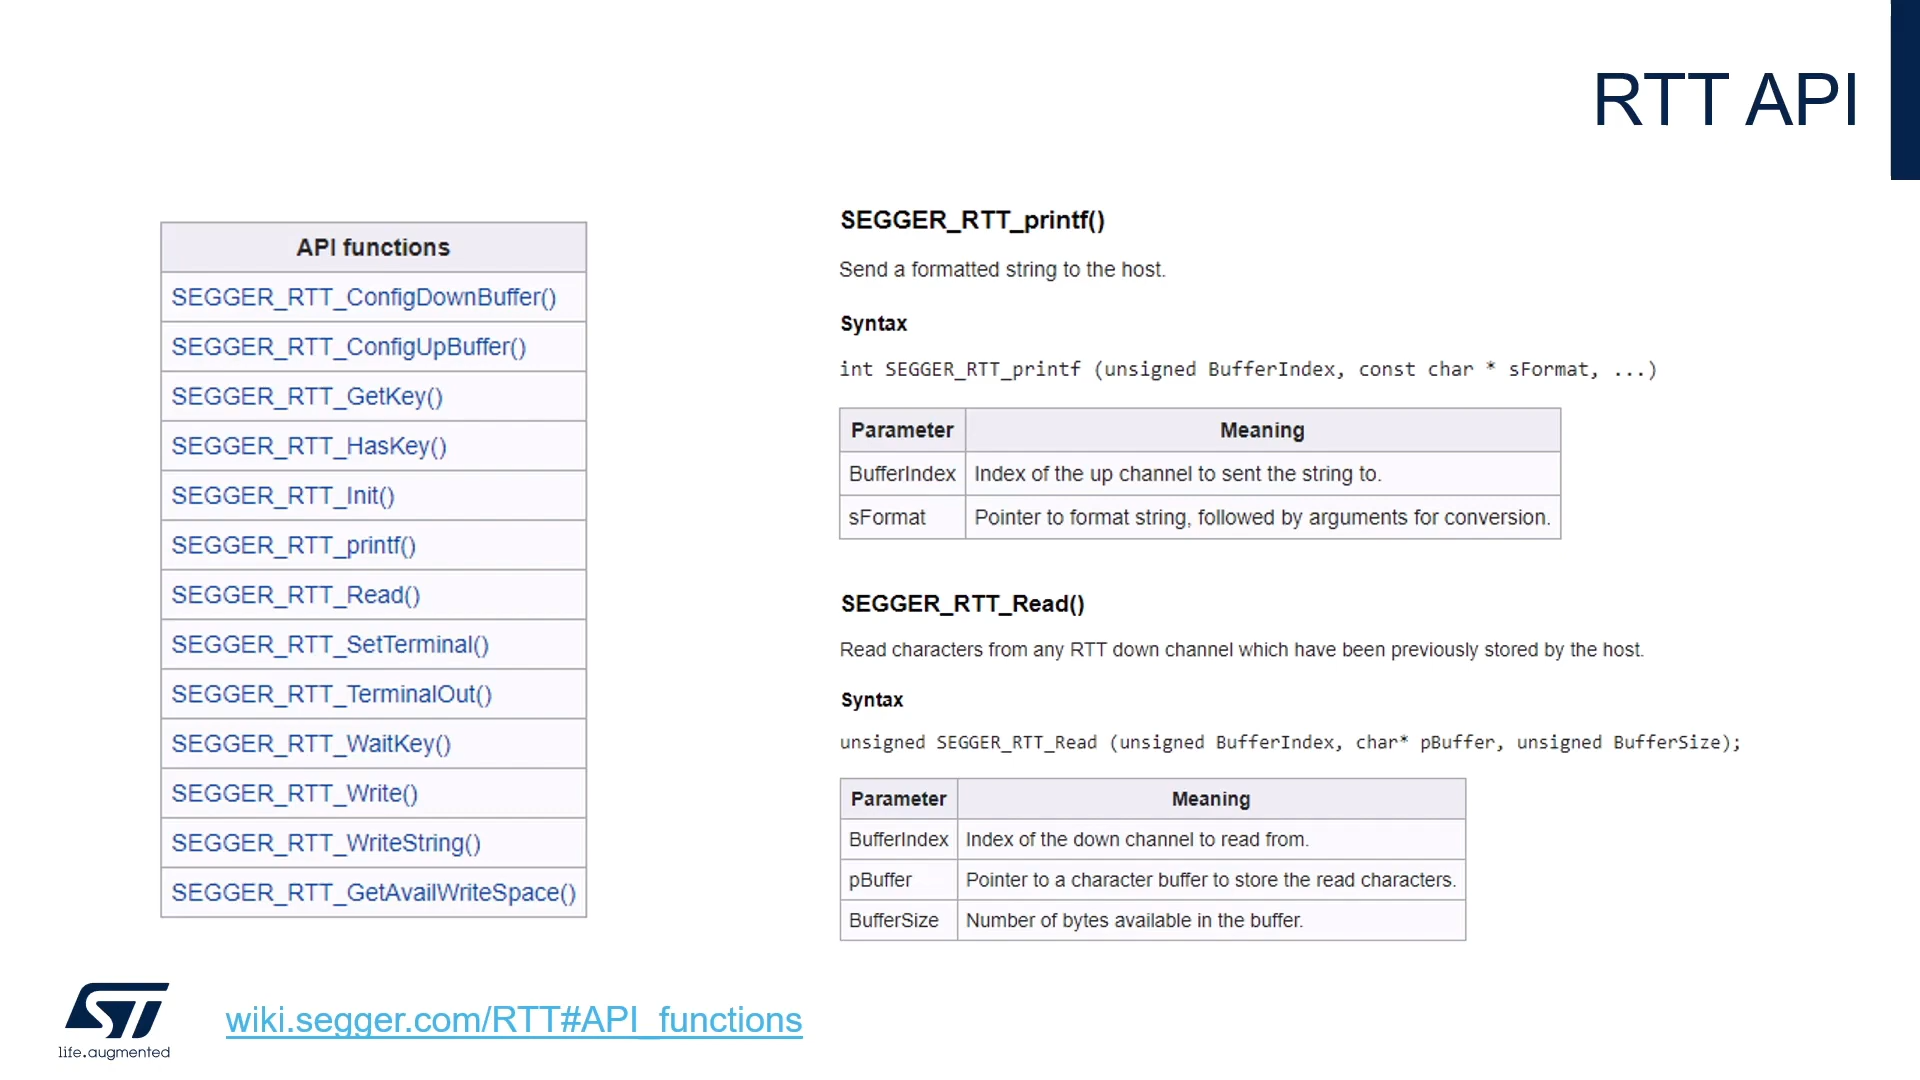 RTT API
API functions
SEGGER_RTT_ConfigDownBuffer()
SEGGER_RTT_ConfigUpBuffer()
SEGGER_RTT_GetKey()
SEGGER_RTT_HasKey()
SEGGER_RTT_Init()
SEGGER_RTT_printf()
SEGGER_RTT_Read()
SEGGER_RTT_SetTerminal()
SEGGER_RTT_TerminalOut()
SEGGER_RTT_WaitKey()
SEGGER_RTT_Write()
SEGGER_RTT_WriteString()
SEGGER_RTT_GetAvailWriteSpace()
SEGGER_RTT_printf()
Send a formatted string to the host.
Syntax
int SEGGER_RTT_printf (unsigned BufferIndex, const char * sFormat, ...)
Parameter Meaning
BufferIndex Index of the up channel to sent the string to.
sFormat Pointer to format string, followed by arguments for conversion.
SEGGER_RTT_Read()
Read characters from any RTT down channel which have been previously stored by the host.
Syntax
unsigned SEGGER_RTT_Read (unsigned BufferIndex, char* pBuffer, unsigned BufferSize);
Parameter Meaning
BufferIndex Index of the down channel to read from.
pBuffer Pointer to a character buffer to store the read characters.
BufferSize Number of bytes available in the buffer.
ST
life.augmented
wiki.segger.com/RTT#API_functions